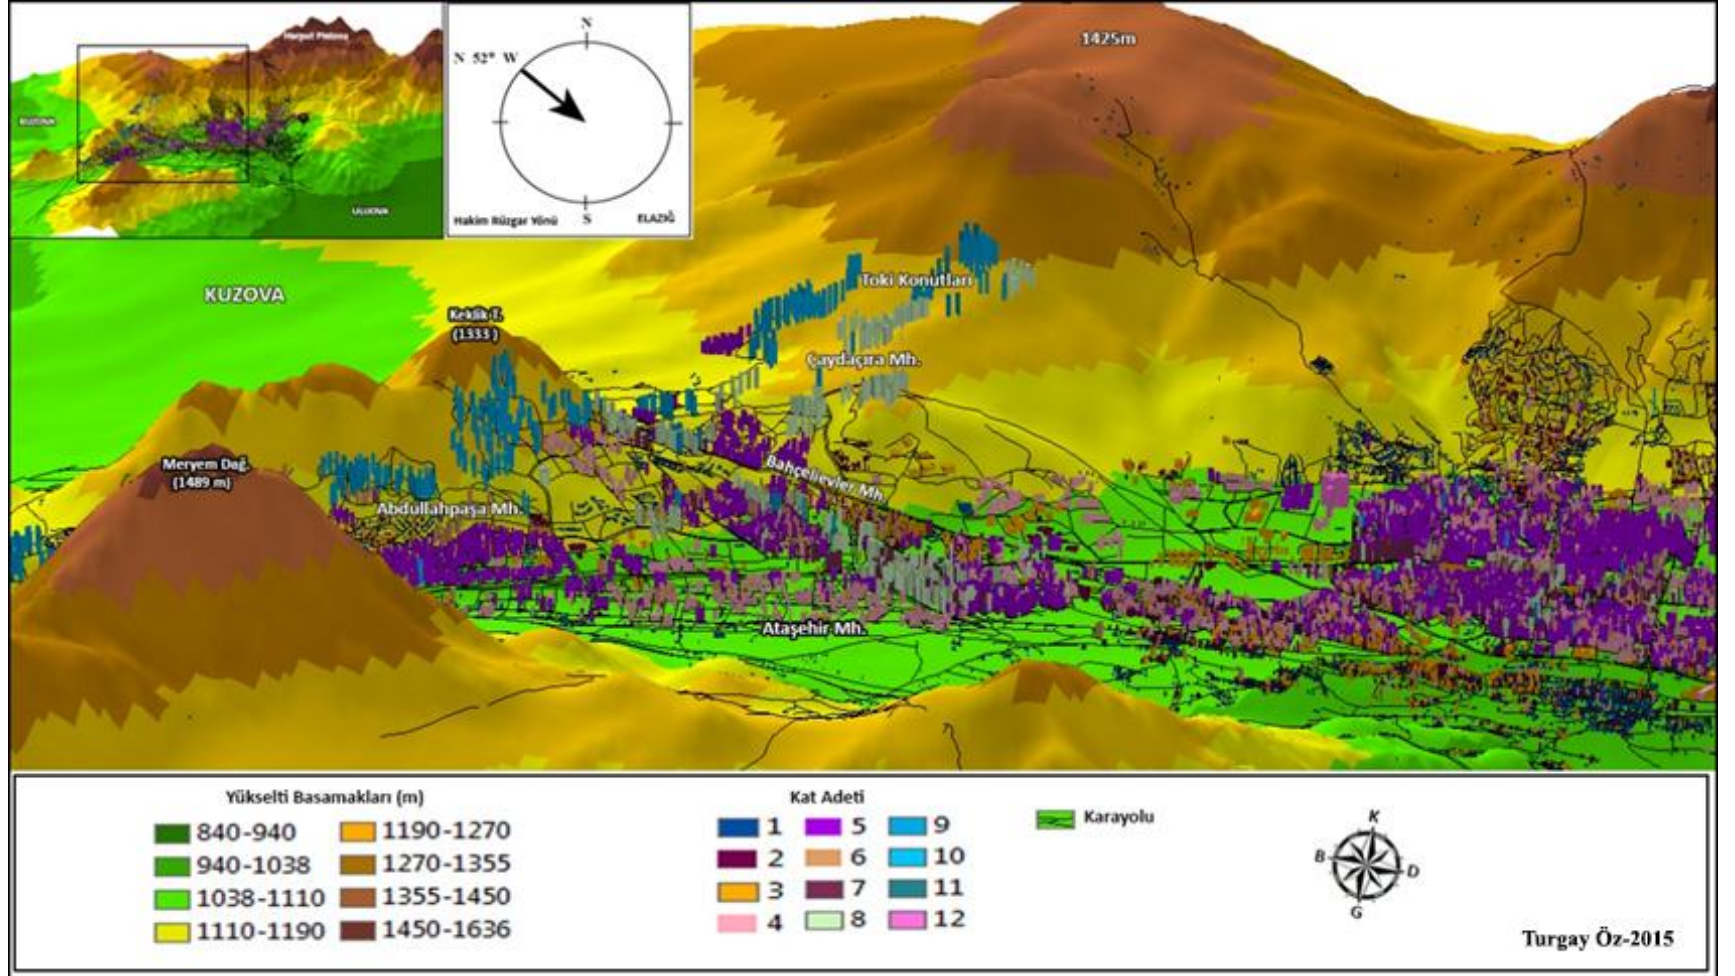 Harput Platosu
KUZOVA
ULUOVA
N
N 52° W
S
Hakim Rüzgar Yönü
ELAZIĞ
1425m
KUZOVA
Keklik T.
(1333 )
Toki Konutları
Çaydaçıra Mh.
Meryem Dağ.
(1489 m)
Bahçelievler Mh.
Abdullahpaşa Mh.
Ataşehir Mh.
Yükselti Basamakları (m)
840-940
940-1038
1038-1110
1110-1190
1190-1270
1270-1355
1355-1450
1450-1636
Kat Adeti
1
2
3
4
5
6
7
8
9
10
11
12
Karayolu
K
B
D
G
Turgay Öz-2015